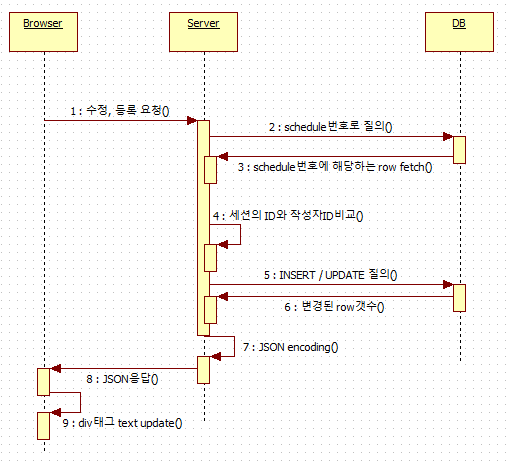 Browser
Server
DB
1 : 수정, 등록 요청()
2 : schedule번호로 질의()
3 : schedule번호에 해당하는 row fetch()
4 : 세션의 ID와 작성자ID비교()
5 : INSERT / UPDATE 질의()
6 : 변경된 row갯수()
7 : JSON encoding()
8 : JSON응답()
9 : div태그 text update()